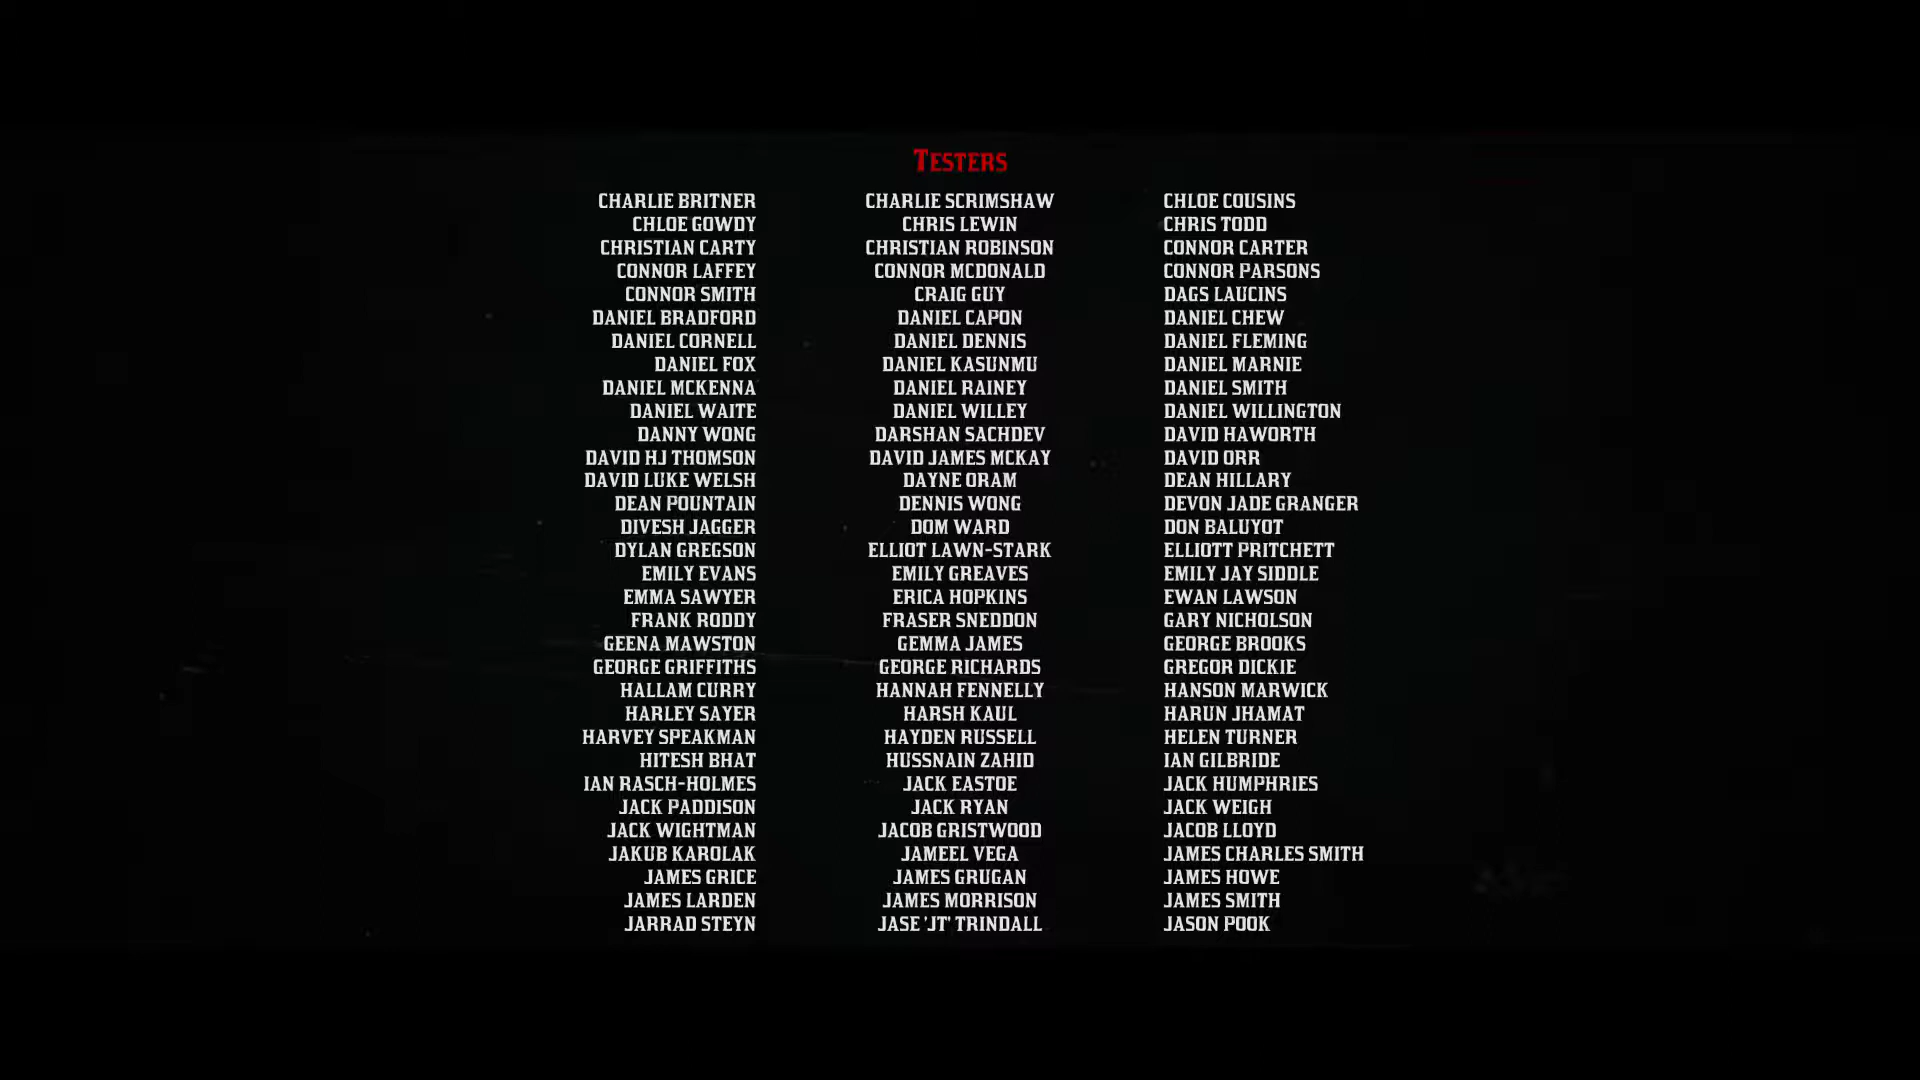 TESTERS
CHARLIE BRITNER CHARLIE SCRIMSHAW CHLOE COUSINS
CHLOE GOWDY CHRIS LEWIN CHRIS TODD
CHRISTIAN CARTY CHRISTIAN ROBINSON CONNOR CARTER
CONNOR LAFFEY CONNOR MCDONALD CONNOR PARSONS
CONNOR SMITH CRAIG GUY DAGS LAUCINS
DANIEL BRADFORD DANIEL CAPON DANIEL CHEW
DANIEL CORNELL DANIEL DENNIS DANIEL FLEMING
DANIEL FOX DANIEL KASUNMU DANIEL MARNIE
DANIEL MCKENNA DANIEL RAINEY DANIEL SMITH
DANIEL WAITE DANIEL WILLEY DANIEL WILLINGTON
DANNY WONG DARSHAN SACHDEV DAVID HAWORTH
DAVID HJ THOMSON DAVID JAMES MCKAY DAVID ORR
DAVID LUKE WELSH DAYNE ORAM DEAN HILLARY
DEAN POUNTAIN DENNIS WONG DEVON JADE GRANGER
DIVESH JAGGER DOM WARD DON BALUYOT
DYLAN GREGSON ELLIOT LAWN-STARK ELLIOTT PRITCHETT
EMILY EVANS EMILY GREAVES EMILY JAY SIDDLE
EMMA SAWYER ERICA HOPKINS EWAN LAWSON
FRANK RODDY FRASER SNEDDON GARY NICHOLSON
GEENA MAWSTON GEMMA JAMES GEORGE BROOKS
GEORGE GRIFFITHS GEORGE RICHARDS GREGOR DICKIE
HALLAM CURRY HANNAH FENNELLY HANSON MARWICK
HARLEY SAYER HARSH KAUL HARUN JHAMAT
HARVEY SPEAKMAN HAYDEN RUSSELL HELEN TURNER
HITESH BHAT HUSSNAIN ZAHID IAN GILBRIDE
IAN RASCH-HOLMES JACK EASTOE JACK HUMPHRIES
JACK PADDISON JACK RYAN JACK WEIGH
JACK WIGHTMAN JACOB GRISTWOOD JACOB LLOYD
JAKUB KAROLAK JAMEEL VEGA JAMES CHARLES SMITH
JAMES GRICE JAMES GRUGAN JAMES HOWE
JAMES LARDEN JAMES MORRISON JAMES SMITH
JARRAD STEYN JASE 'JT' TRINDALL JASON POOK